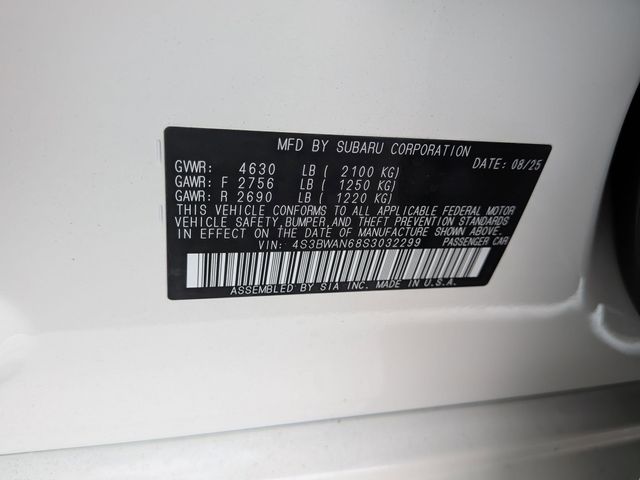 MFD BY SUBARU CORPORATION
DATE: 08/25
GVWR: 4630 LB ( 2100 KG)
GAWR: F 2756 LB ( 1250 KG)
GAWR: R 2690 LB ( 1220 KG)
THIS VEHICLE CONFORMS TO ALL APPLICABLE FEDERAL MOTOR
VEHICLE SAFETY, BUMPER, AND THEFT PREVENTION STANDARDS
IN EFFECT ON THE DATE OF MANUFACTURE SHOWN ABOVE.
VIN: 4S3BWAN68S3032299 PASSENGER CAR
ASSEMBLED BY SIA INC. MADE IN U.S.A.